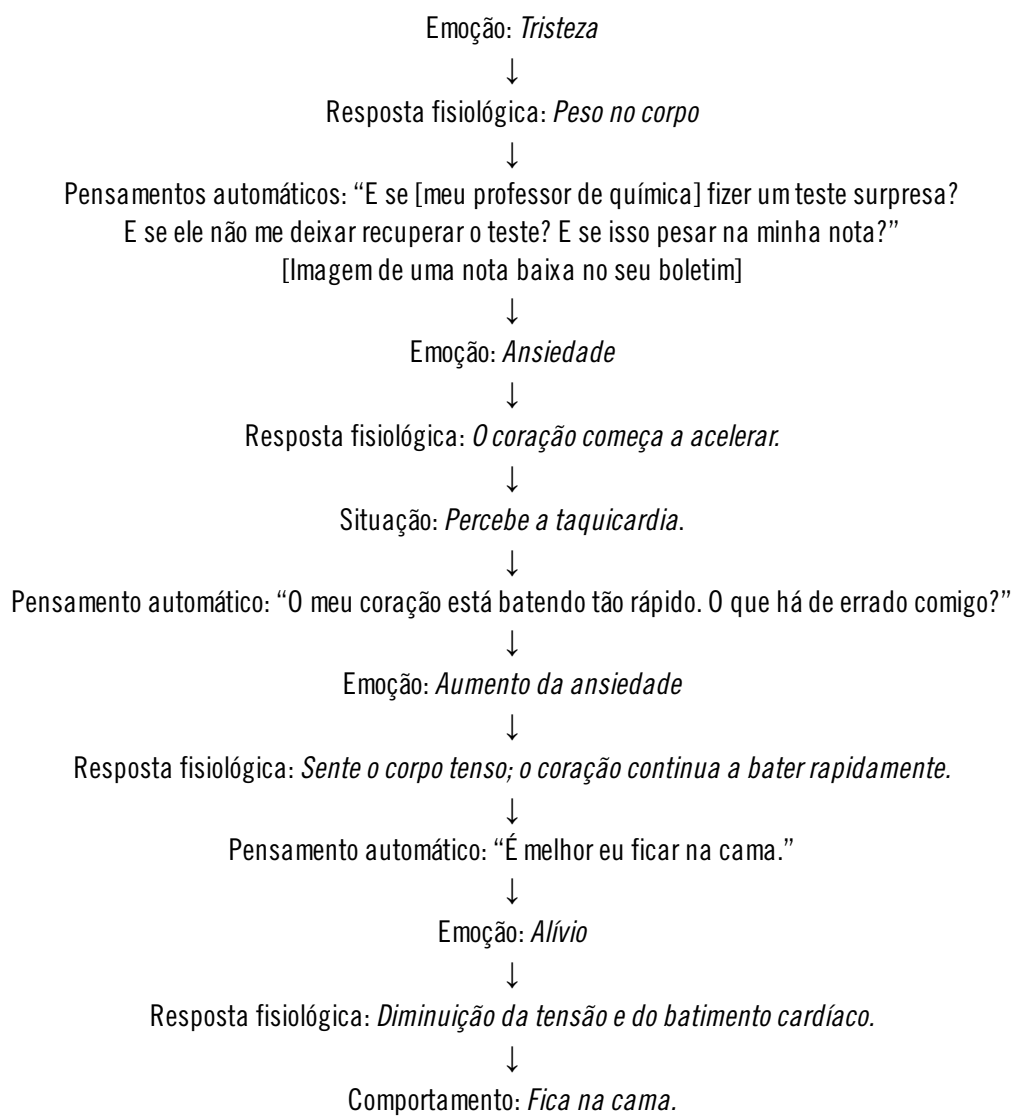 Emoção: Tristeza
↓
Resposta fisiológica: Peso no corpo
↓
Pensamentos automáticos: “E se [meu professor de química] fizer um teste surpresa?
E se ele não me deixar recuperar o teste? E se isso pesar na minha nota?”
[Imagem de uma nota baixa no seu boletim]
↓
Emoção: Ansiedade
↓
Resposta fisiológica: O coração começa a acelerar.
↓
Situação: Percebe a taquicardia.
↓
Pensamento automático: “O meu coração está batendo tão rápido. O que há de errado comigo?”
↓
Emoção: Aumento da ansiedade
↓
Resposta fisiológica: Sente o corpo tenso; o coração continua a bater rapidamente.
↓
Pensamento automático: “É melhor eu ficar na cama.”
↓
Emoção: Alívio
↓
Resposta fisiológica: Diminuição da tensão e do batimento cardíaco.
↓
Comportamento: Fica na cama.